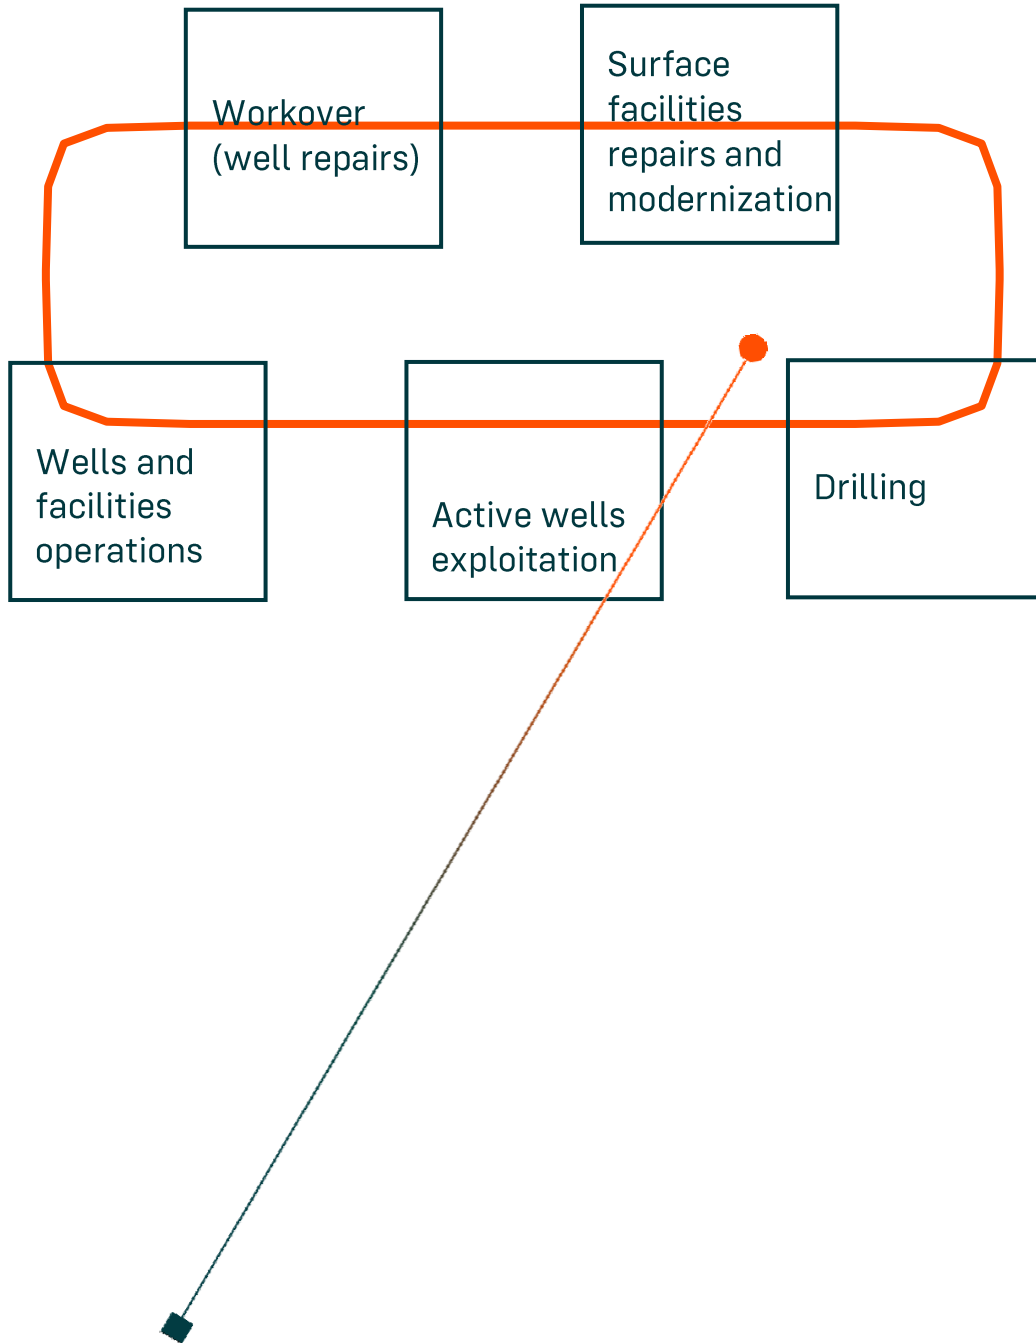 Workover
(well repairs)
Surface
facilities
repairs and
modernization
Wells and
facilities
operations
Active wells
exploitation
Drilling